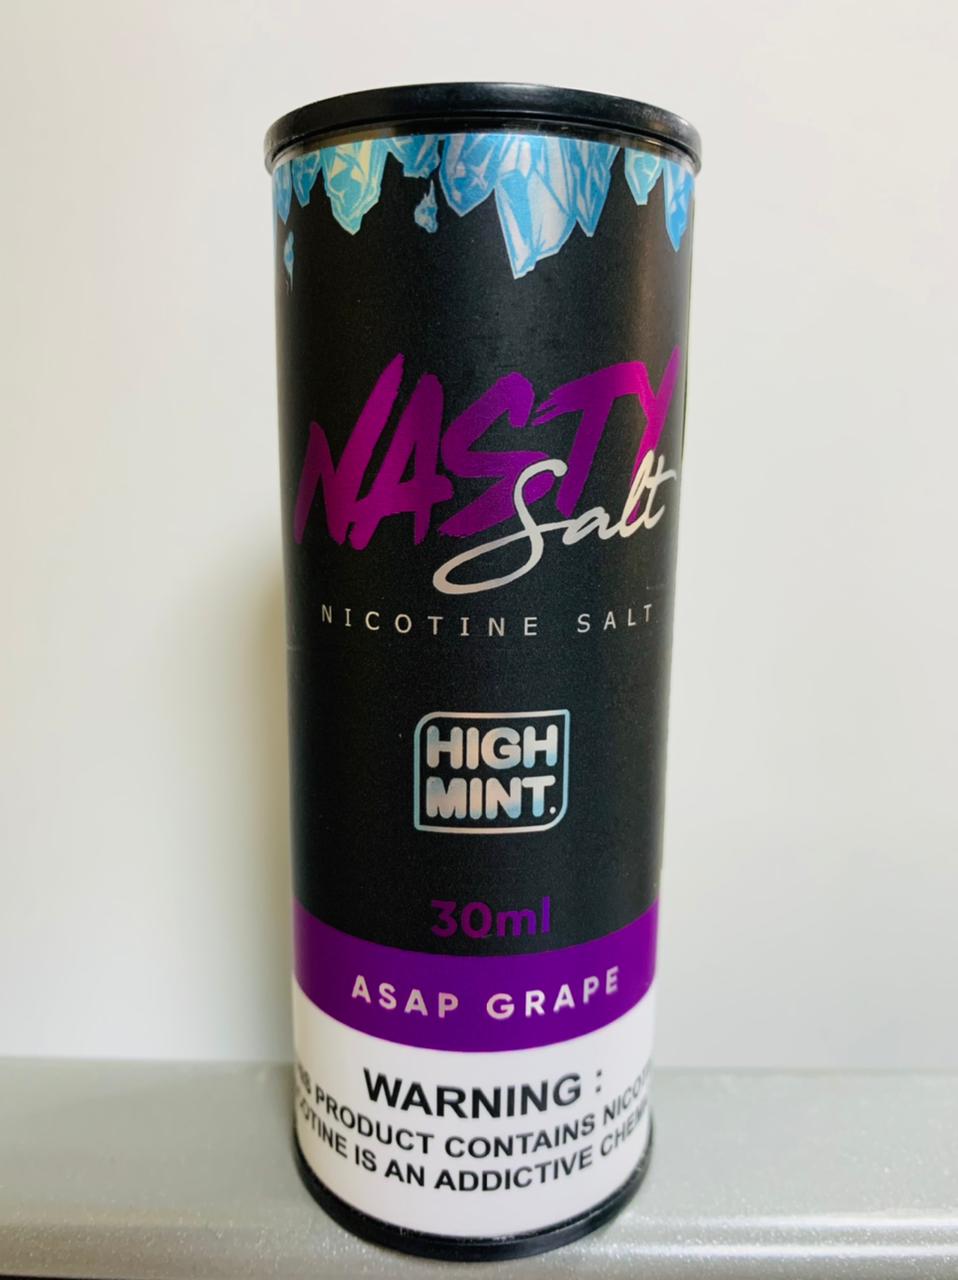 NASTY
Salt
NICOTINE SALT
HIGH
MINT.
30ml
ASAP GRAPE
WARNING :
PRODUCT CONTAINS
IS AN ADDICTIVE